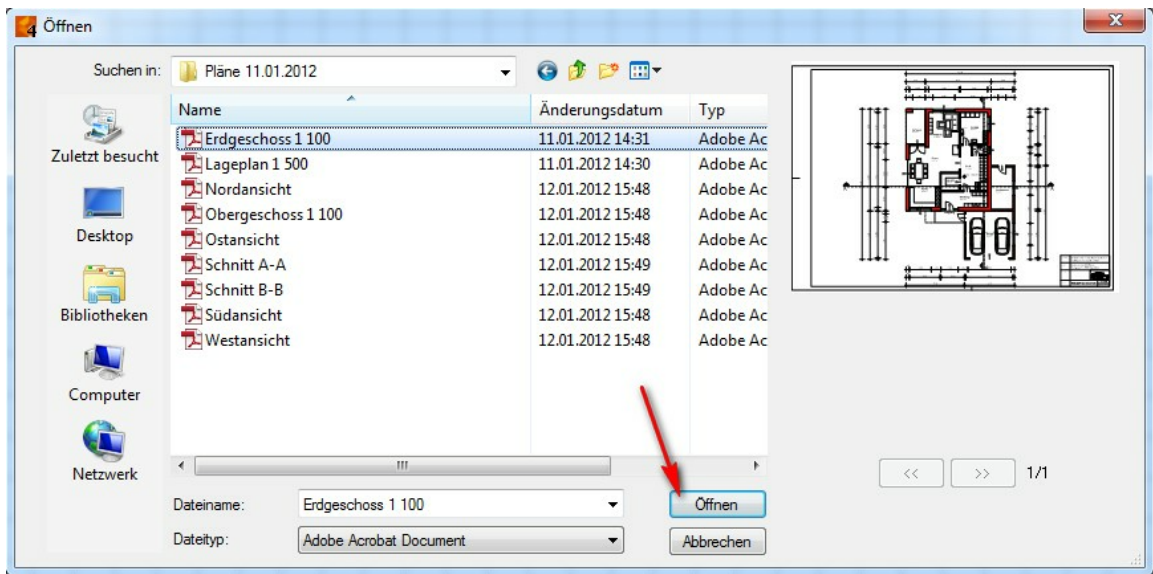 4 Öffnen
Suchen in: Pläne 11.01.2012
Name Änderungsdatum Typ
Erdgeschoss 1 100 11.01.2012 14:31 Adobe Ac
Lageplan 1 500 11.01.2012 14:30 Adobe Ac
Nordansicht 12.01.2012 15:48 Adobe Ac
Obergeschoss 1 100 12.01.2012 15:48 Adobe Ac
Ostansicht 12.01.2012 15:48 Adobe Ac
Schnitt A-A 12.01.2012 15:49 Adobe Ac
Schnitt B-B 12.01.2012 15:49 Adobe Ac
Südansicht 12.01.2012 15:48 Adobe Ac
Westansicht 12.01.2012 15:48 Adobe Ac
Zuletzt besucht
Desktop
Bibliotheken
Computer
Netzwerk
<< >> 1/1
Dateiname: Erdgeschoss 1 100 Öffnen
Dateityp: Adobe Acrobat Document Abbrechen